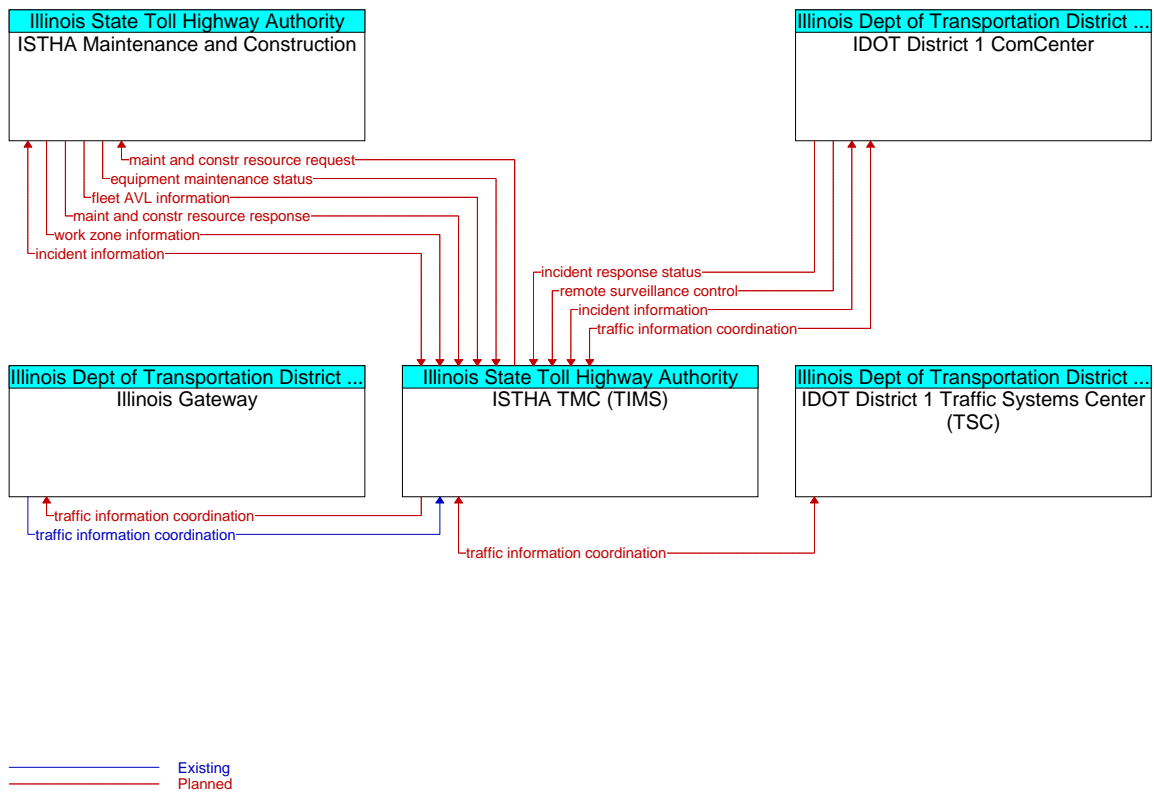 Illinois State Toll Highway Authority
ISTHA Maintenance and Construction
Illinois Dept of Transportation District ...
IDOT District 1 ComCenter
maint and constr resource request
equipment maintenance status
fleet AVL information
maint and constr resource response
work zone information
incident information
incident response status
remote surveillance control
incident information
traffic information coordination
Illinois Dept of Transportation District ...
Illinois Gateway
Illinois State Toll Highway Authority
ISTHA TMC (TIMS)
Illinois Dept of Transportation District ...
IDOT District 1 Traffic Systems Center
(TSC)
traffic information coordination
traffic information coordination
traffic information coordination
Existing
Planned